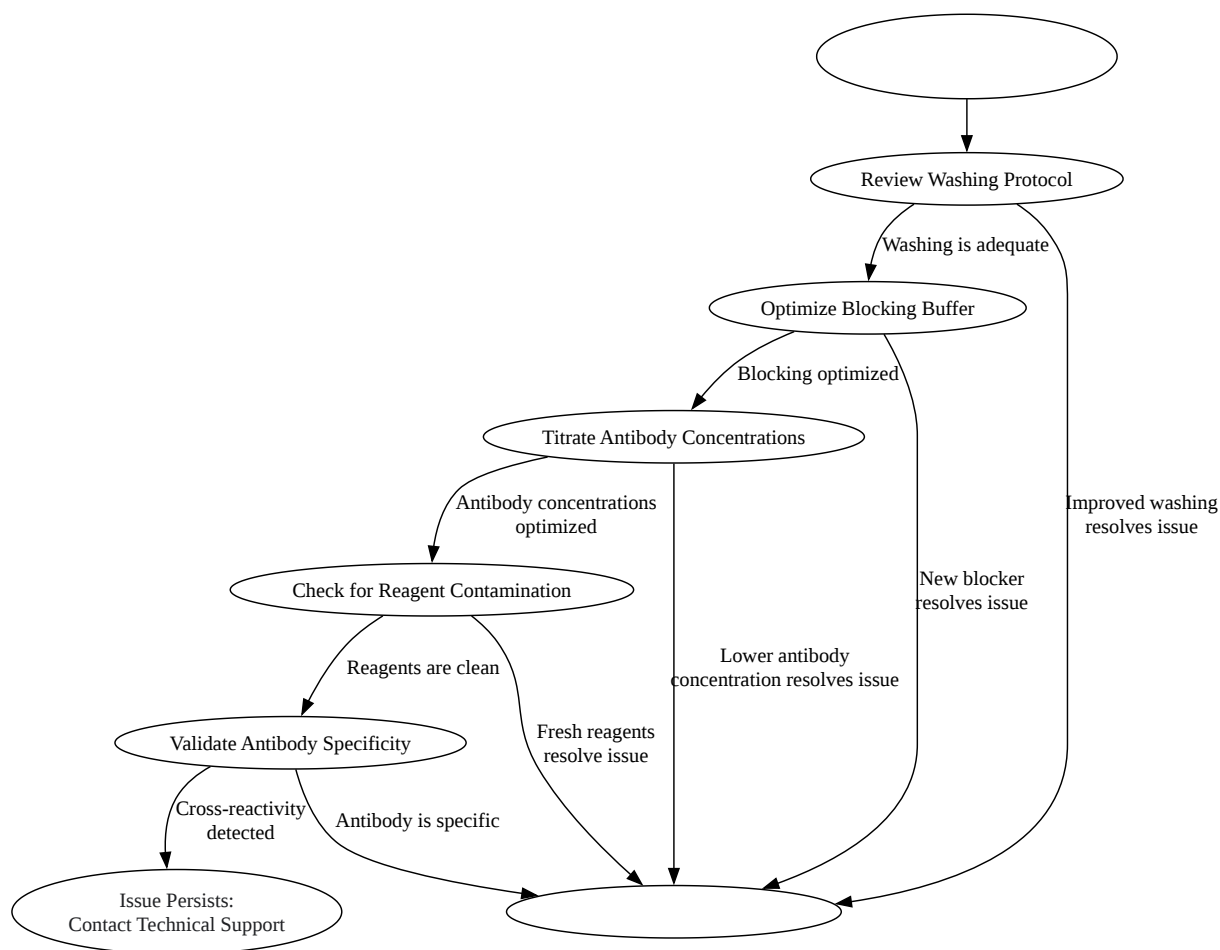 Review Washing Protocol
Washing is adequate
Optimize Blocking Buffer
Blocking optimized
Titrate Antibody Concentrations
Antibody concentrations
optimized
Improved washing
resolves issue
Check for Reagent Contamination
New blocker
resolves issue
Reagents are clean
Lower antibody
concentration resolves issue
Validate Antibody Specificity
Fresh reagents
resolve issue
Cross-reactivity
detected
Antibody is specific
Issue Persists:
Contact Technical Support